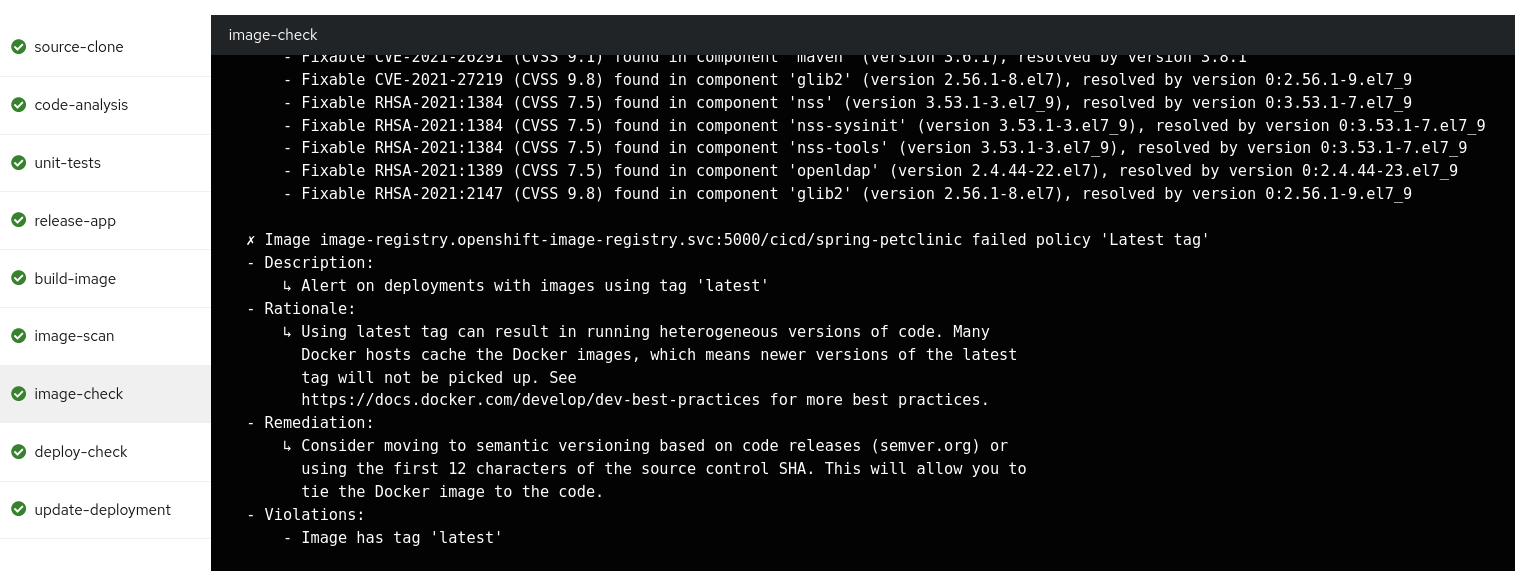 source-clone
code-analysis
unit-tests
release-app
build-image
image-scan
image-check
deploy-check
update-deployment
image-check
- Fixable CVE-2021-26291 (CVSS 9.1) found in component 'maven' (version 3.6.1), resolved by version 3.8.1
- Fixable CVE-2021-27219 (CVSS 9.8) found in component 'glib2' (version 2.56.1-8.el7), resolved by version 0:2.56.1-9.el7_9
- Fixable RHSA-2021:1384 (CVSS 7.5) found in component 'nss' (version 3.53.1-3.el7_9), resolved by version 0:3.53.1-7.el7_9
- Fixable RHSA-2021:1384 (CVSS 7.5) found in component 'nss-sysinit' (version 3.53.1-3.el7_9), resolved by version 0:3.53.1-7.el7_9
- Fixable RHSA-2021:1384 (CVSS 7.5) found in component 'nss-tools' (version 3.53.1-3.el7_9), resolved by version 0:3.53.1-7.el7_9
- Fixable RHSA-2021:1389 (CVSS 7.5) found in component 'openldap' (version 2.4.44-22.el7), resolved by version 0:2.4.44-23.el7_9
- Fixable RHSA-2021:2147 (CVSS 9.8) found in component 'glib2' (version 2.56.1-8.el7), resolved by version 0:2.56.1-9.el7_9
✗ Image image-registry.openshift-image-registry.svc:5000/cicd/spring-petclinic failed policy 'Latest tag'
- Description:
↳ Alert on deployments with images using tag 'latest'
- Rationale:
↳ Using latest tag can result in running heterogeneous versions of code. Many
Docker hosts cache the Docker images, which means newer versions of the latest
tag will not be picked up. See
https://docs.docker.com/develop/dev-best-practices for more best practices.
- Remediation:
↳ Consider moving to semantic versioning based on code releases (semver.org) or
using the first 12 characters of the source control SHA. This will allow you to
tie the Docker image to the code.
- Violations:
- Image has tag 'latest'